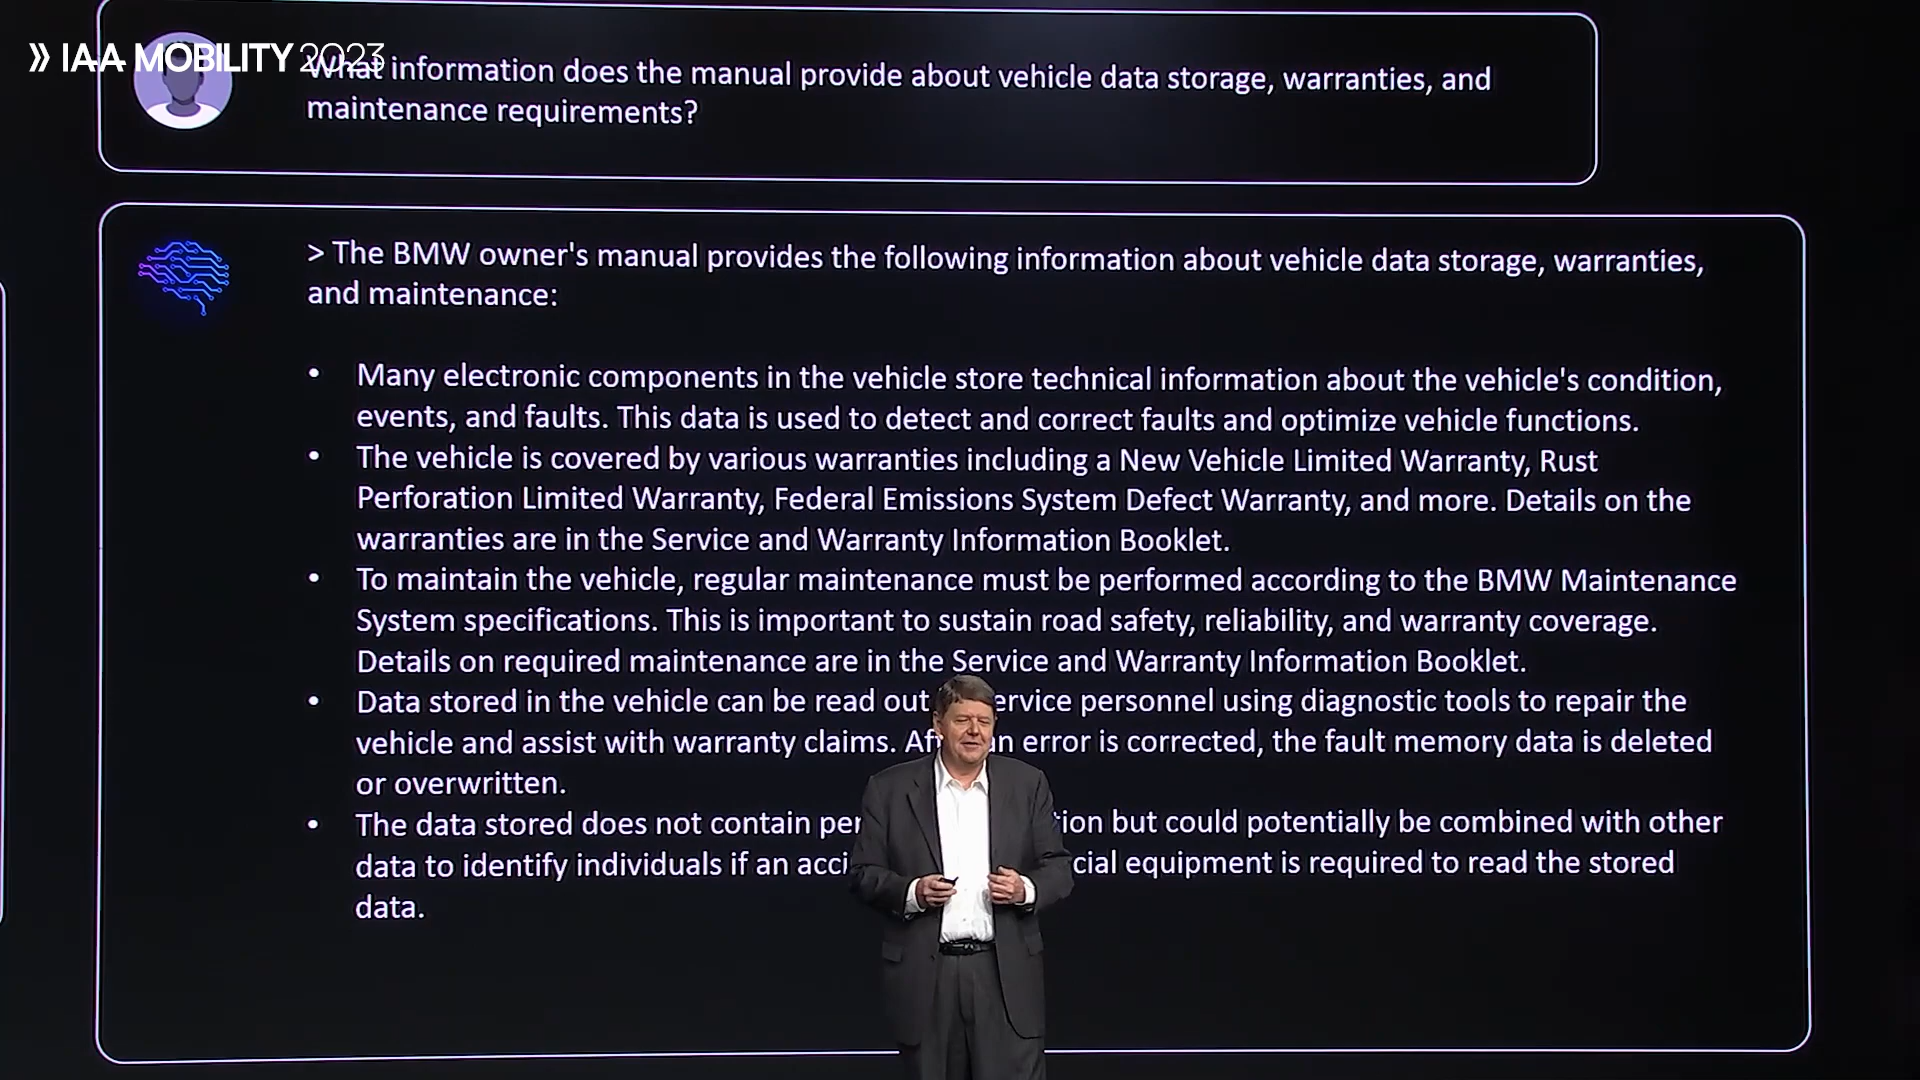 » IAA MOBILITY 2023
What information does the manual provide about vehicle data storage, warranties, and
maintenance requirements?
> The BMW owner's manual provides the following information about vehicle data storage, warranties,
and maintenance:
• Many electronic components in the vehicle store technical information about the vehicle's condition,
events, and faults. This data is used to detect and correct faults and optimize vehicle functions.
• The vehicle is covered by various warranties including a New Vehicle Limited Warranty, Rust
Perforation Limited Warranty, Federal Emissions System Defect Warranty, and more. Details on the
warranties are in the Service and Warranty Information Booklet.
• To maintain the vehicle, regular maintenance must be performed according to the BMW Maintenance
System specifications. This is important to sustain road safety, reliability, and warranty coverage.
Details on required maintenance are in the Service and Warranty Information Booklet.
• Data stored in the vehicle can be read out ervice personnel using diagnostic tools to repair the
vehicle and assist with warranty claims. Af n error is corrected, the fault memory data is deleted
or overwritten.
• The data stored does not contain per tion but could potentially be combined with other
data to identify individuals if an acci cial equipment is required to read the stored
data.